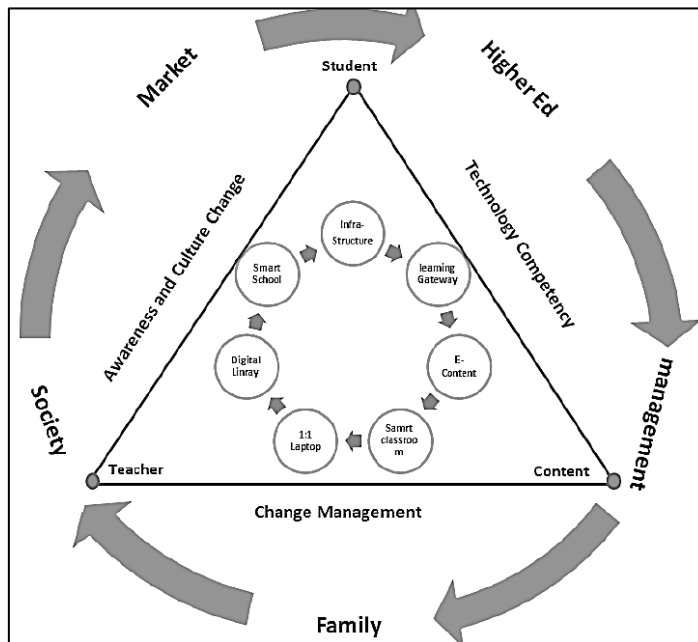 Market
Higher Ed
Student
Awareness and Culture Change
Technology Competency
Infra-
Structure
Smart
School
learning
Gateway
Digital
Linray
E-
Content
1:1
Laptop
Samrt
classroo
m
Society
management
Teacher
Content
Change Management
Family